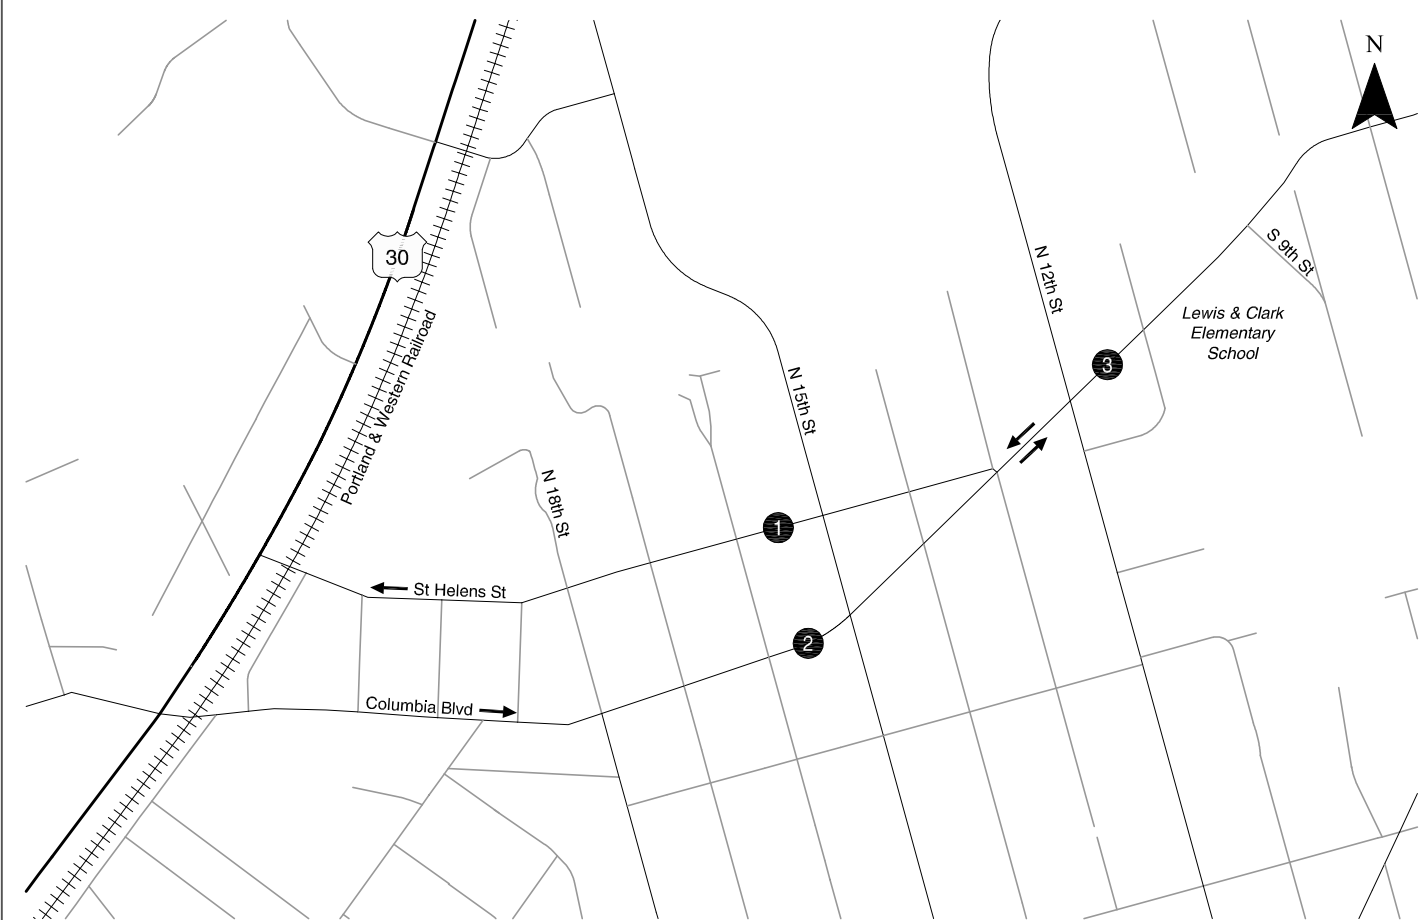 N
S 9th St
30
N 12th St
Lewis & Clark
Elementary
School
Portland & Western Railroad
3
N 15th St
N 18th St
1
St Helens St
2
Columbia Blvd